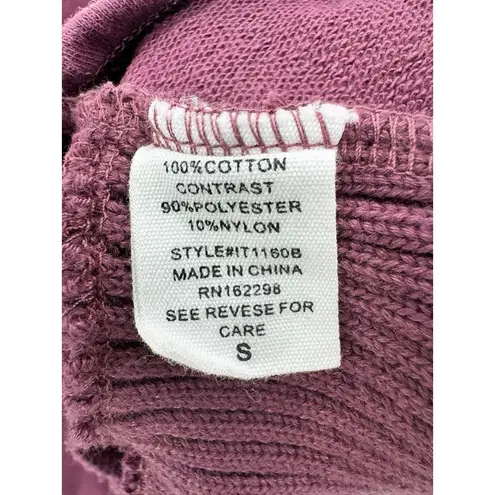 100%COTTON
CONTRAST
90%POLYESTER
10%NYLON
STYLE#IT1160B
MADE IN CHINA
RN162298
SEE REVESE FOR
CARE
S